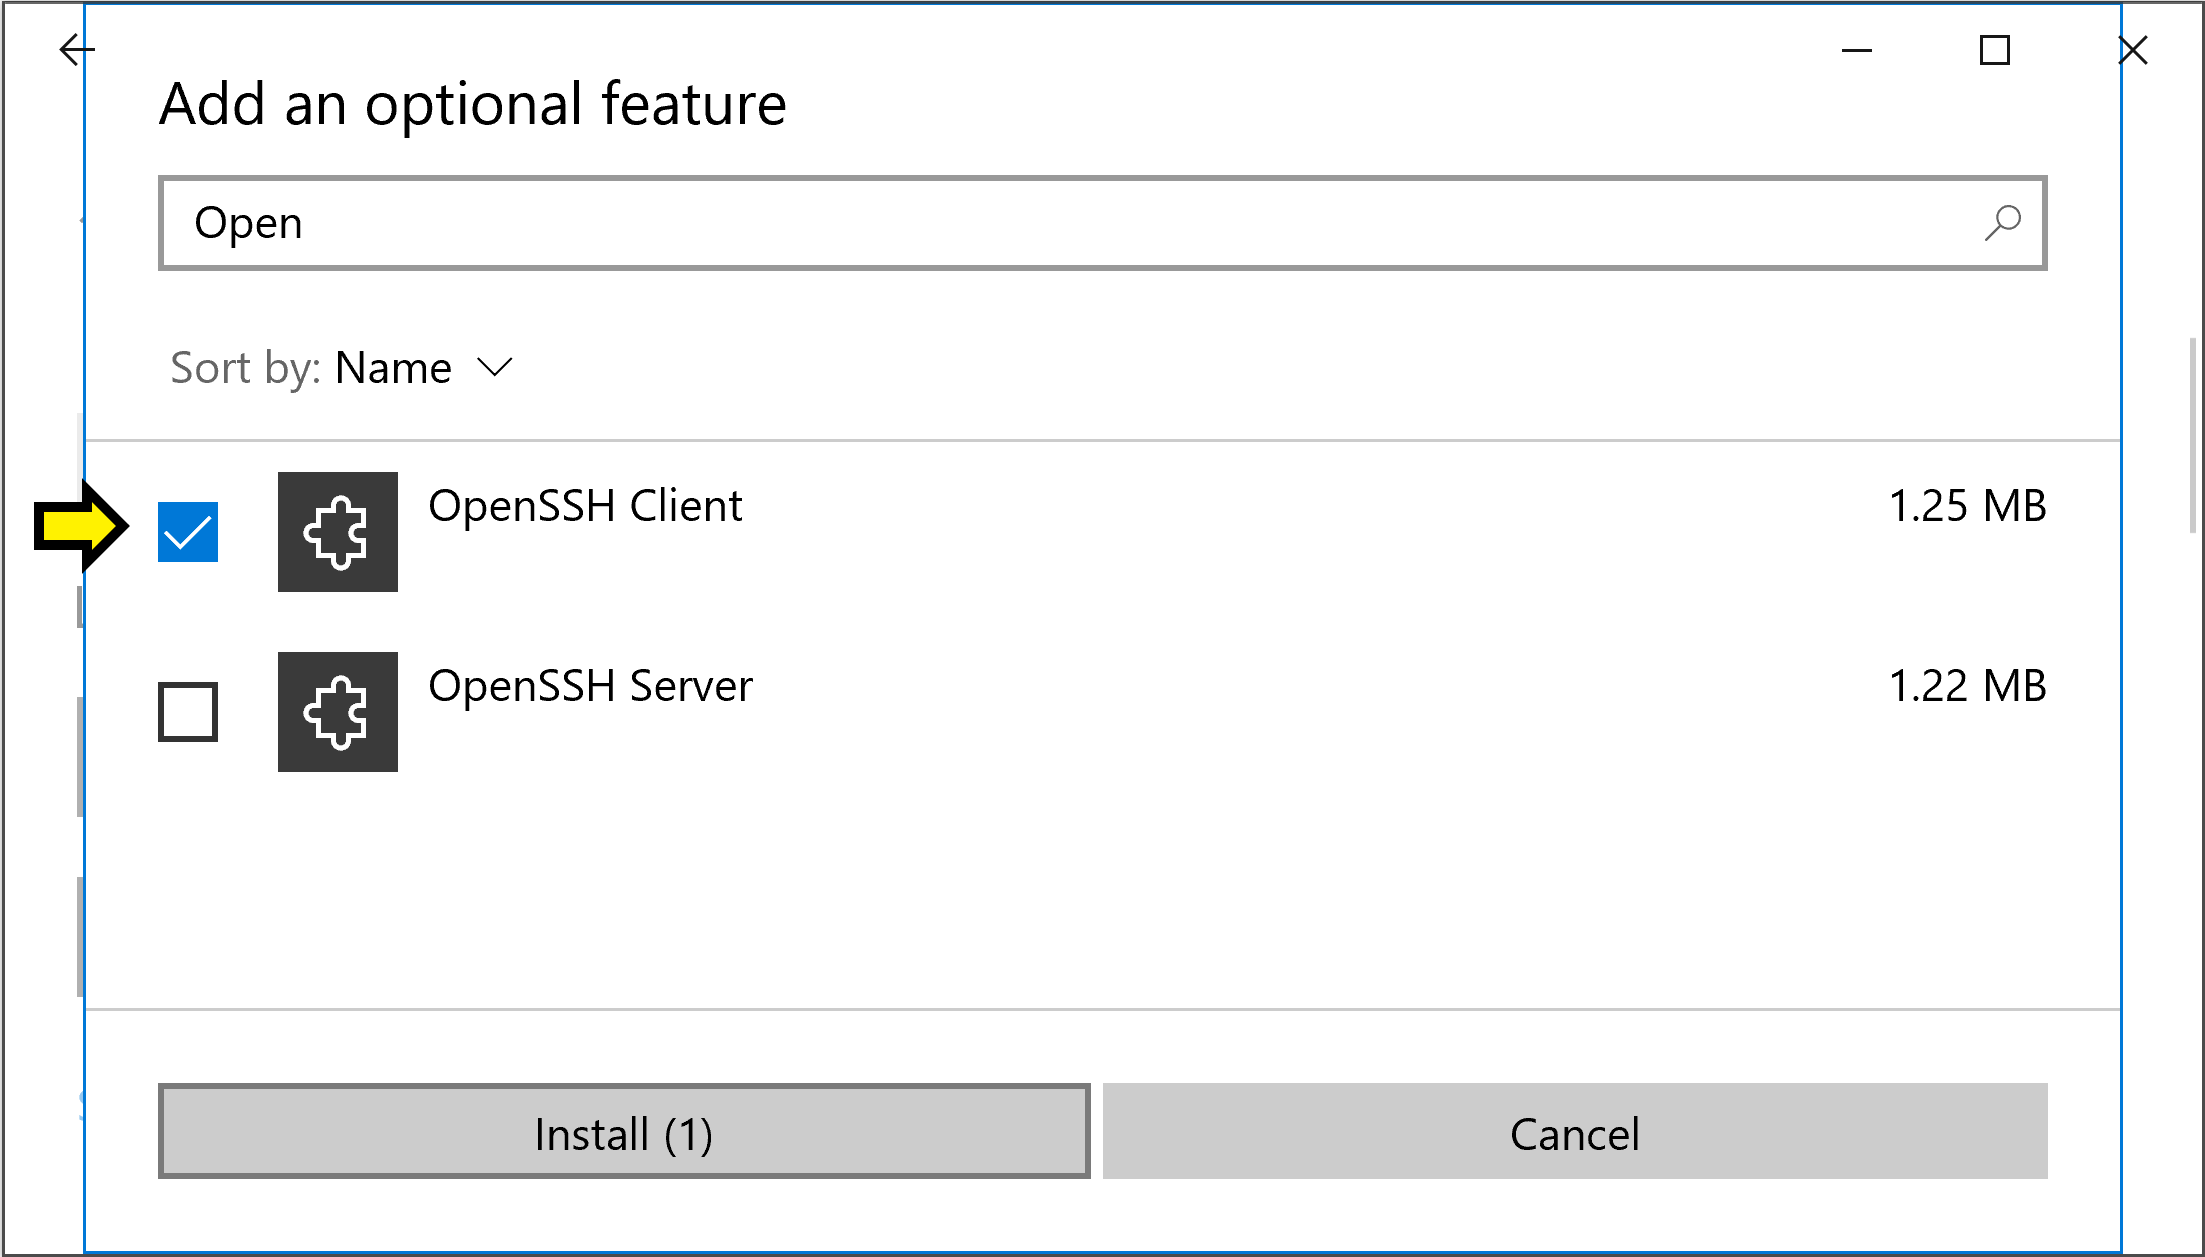 Add an optional feature
Open
Sort by: Name
OpenSSH Client 1.25 MB
OpenSSH Server 1.22 MB
Install (1) Cancel